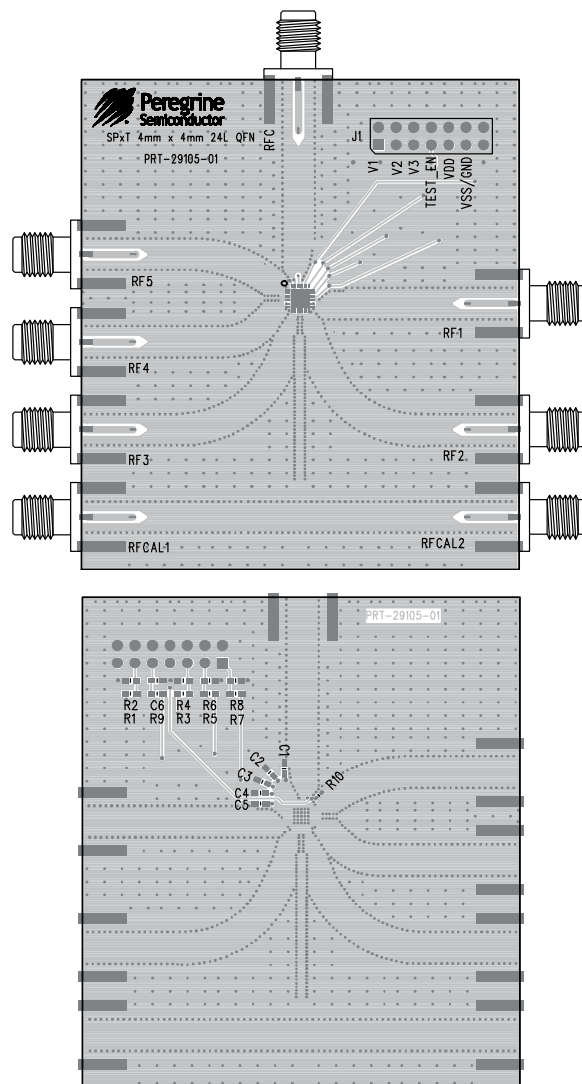 Peregrine
Semiconductor
SPxT 4mm x 4mm 24L QFN
PRT-29105-01
RFC
J1
V1
V2
V3
TEST_EN
VDD
VSS/GND
RF5
RF1
RF4
RF3
RF2
RFCAL1
RFCAL2
PRT-29105-01
R2 C6 R4 R6 R8
R1 R9 R3 R5 R7
C1
C2
C3
C4
C5
R10